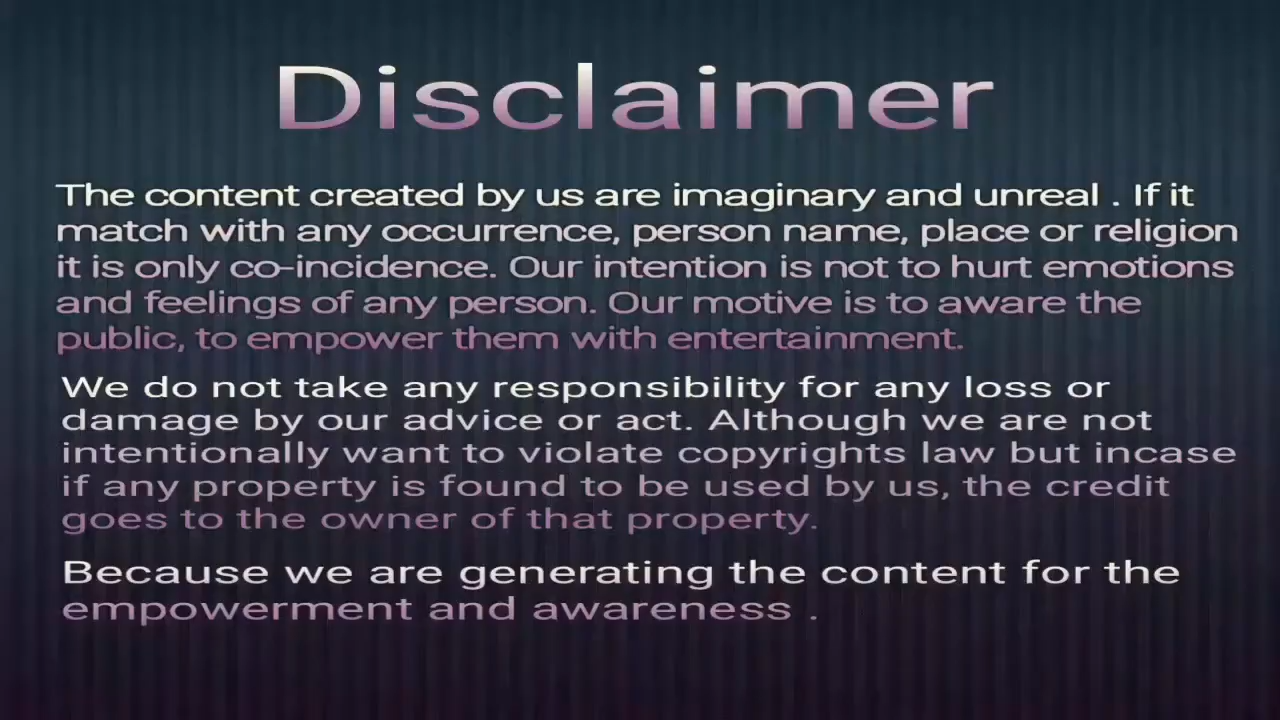 Disclaimer
The content created by us are imaginary and unreal . If it
match with any occurrence, person name, place or religion
it is only co-incidence. Our intention is not to hurt emotions
and feelings of any person. Our motive is to aware the
public, to empower them with entertainment.
We do not take any responsibility for any loss or
damage by our advice or act. Although we are not
intentionally want to violate copyrights law but incase
if any property is found to be used by us, the credit
goes to the owner of that property.
Because we are generating the content for the
empowerment and awareness .